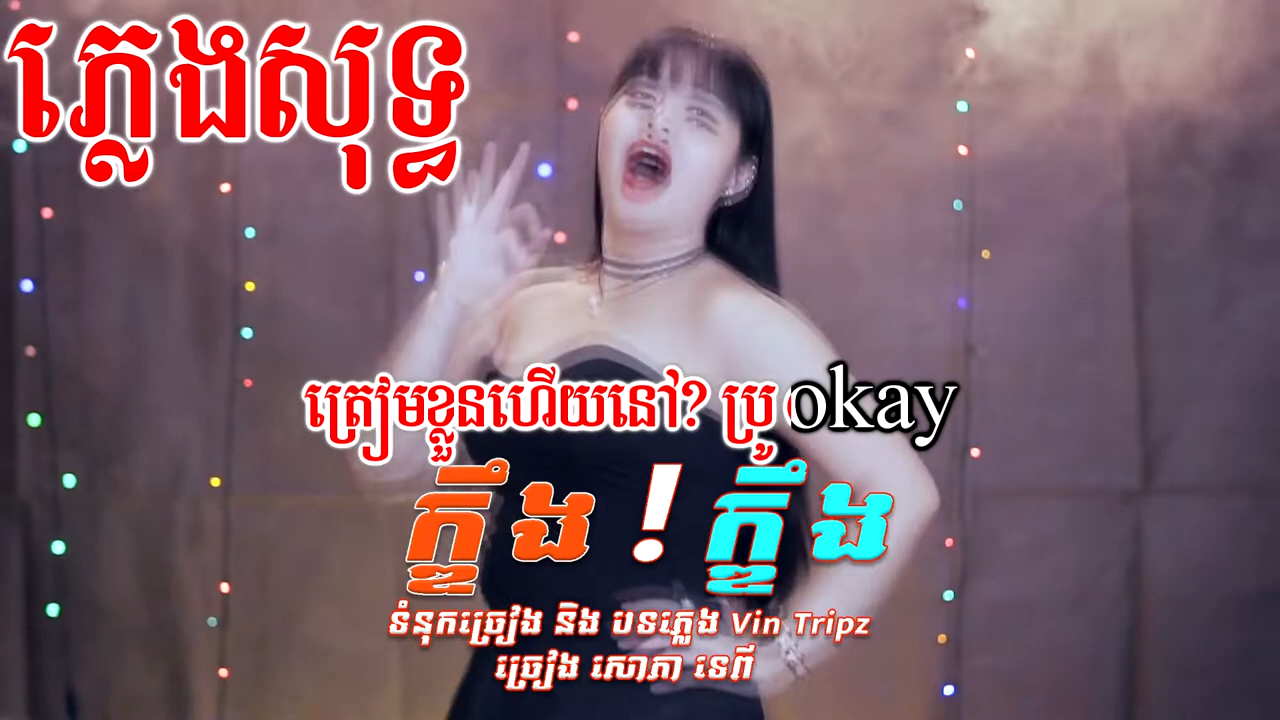 ភ្លេងសុទ្ធ
ត្រៀមខ្លួនហើយនៅ? ប្រូ okay
ក្ឌឹង ! ក្ឌឹង
ទំនុកច្រៀង និង បទភ្លេង Vin Tripz
ច្រៀង សោភា ទេពី